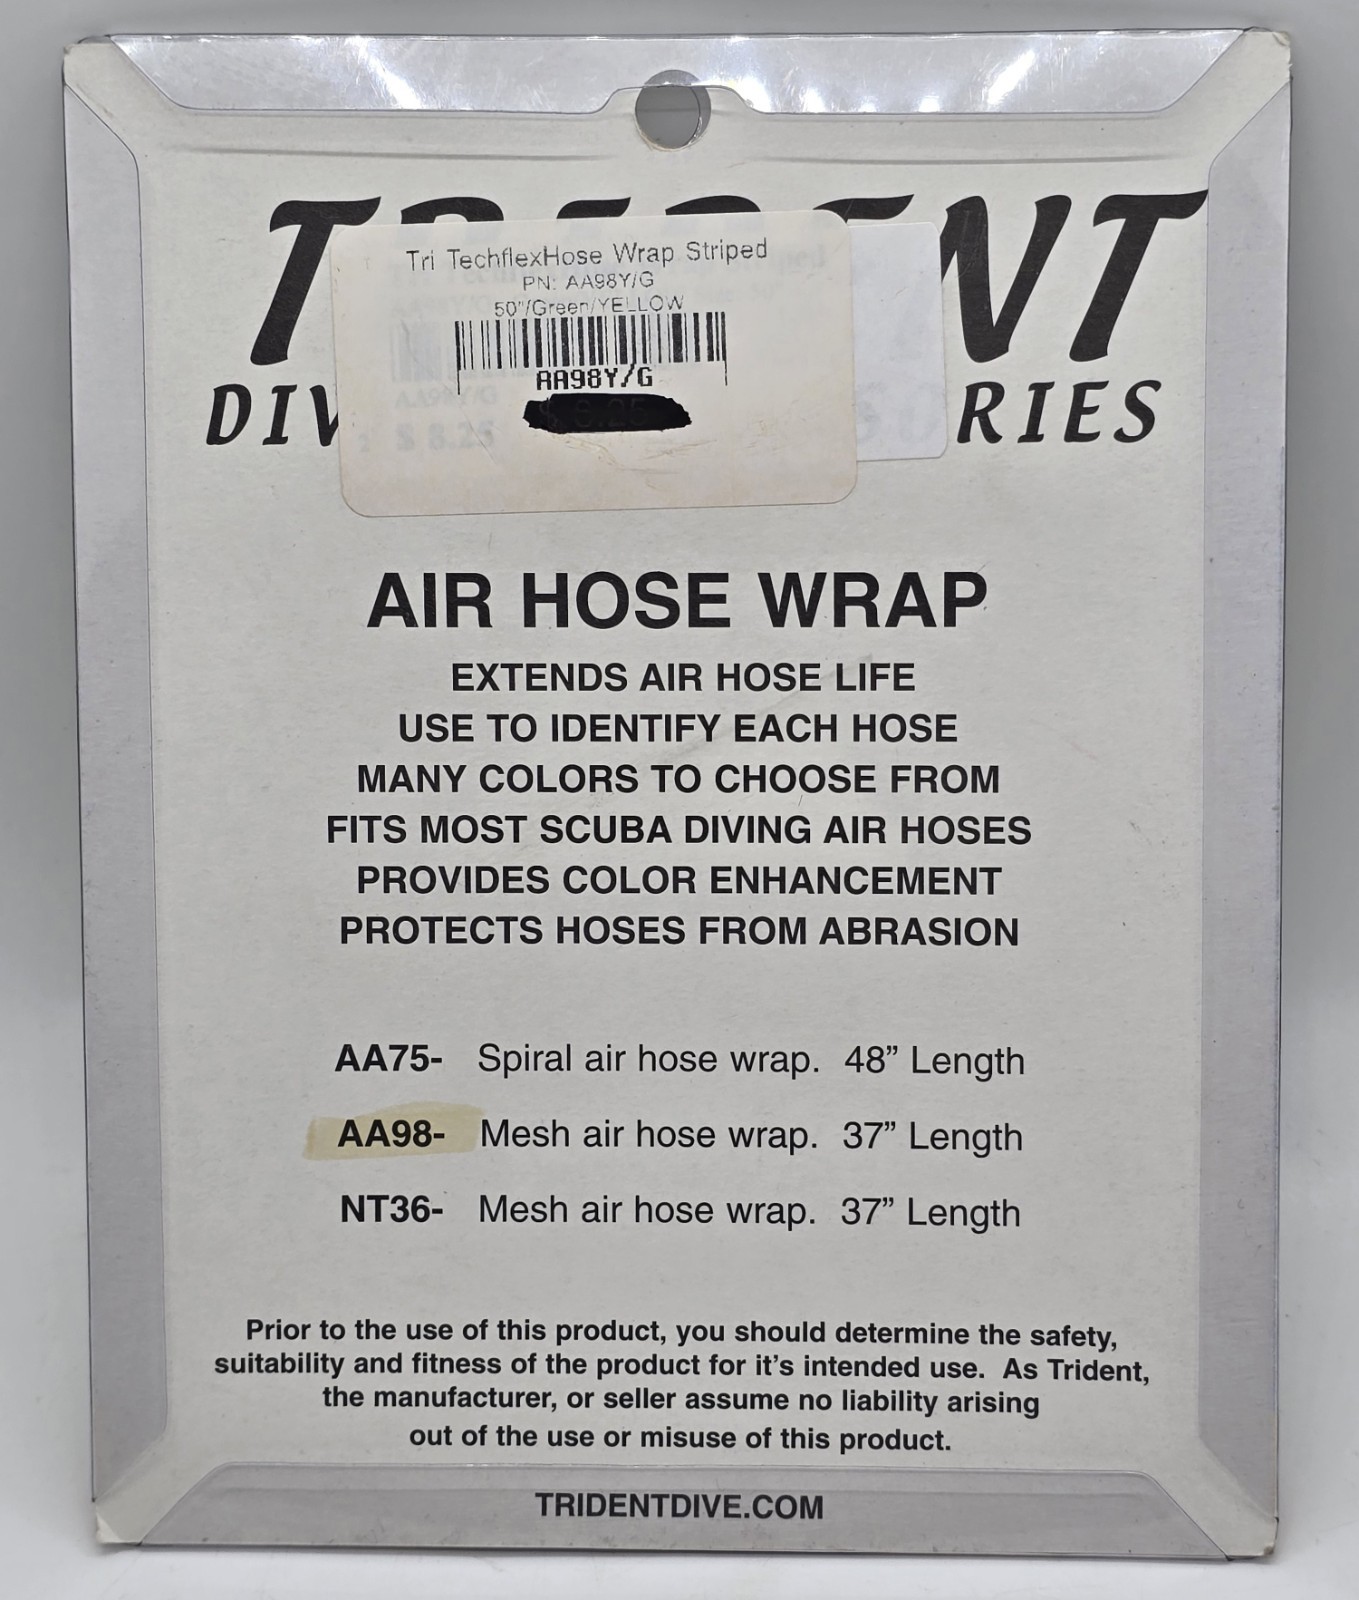 Tri TechflexHose Wrap Striped
PN: AA98Y/G
50"/Green/YELLOW
AA98Y/G
$ 6.25
AA98Y/G
$ 8.25
AIR HOSE WRAP
EXTENDS AIR HOSE LIFE
USE TO IDENTIFY EACH HOSE
MANY COLORS TO CHOOSE FROM
FITS MOST SCUBA DIVING AIR HOSES
PROVIDES COLOR ENHANCEMENT
PROTECTS HOSES FROM ABRASION
AA75- Spiral air hose wrap. 48” Length
AA98- Mesh air hose wrap. 37” Length
NT36- Mesh air hose wrap. 37” Length
Prior to the use of this product, you should determine the safety,
suitability and fitness of the product for it's intended use. As Trident,
the manufacturer, or seller assume no liability arising
out of the use or misuse of this product.
TRIDENTDIVE.COM